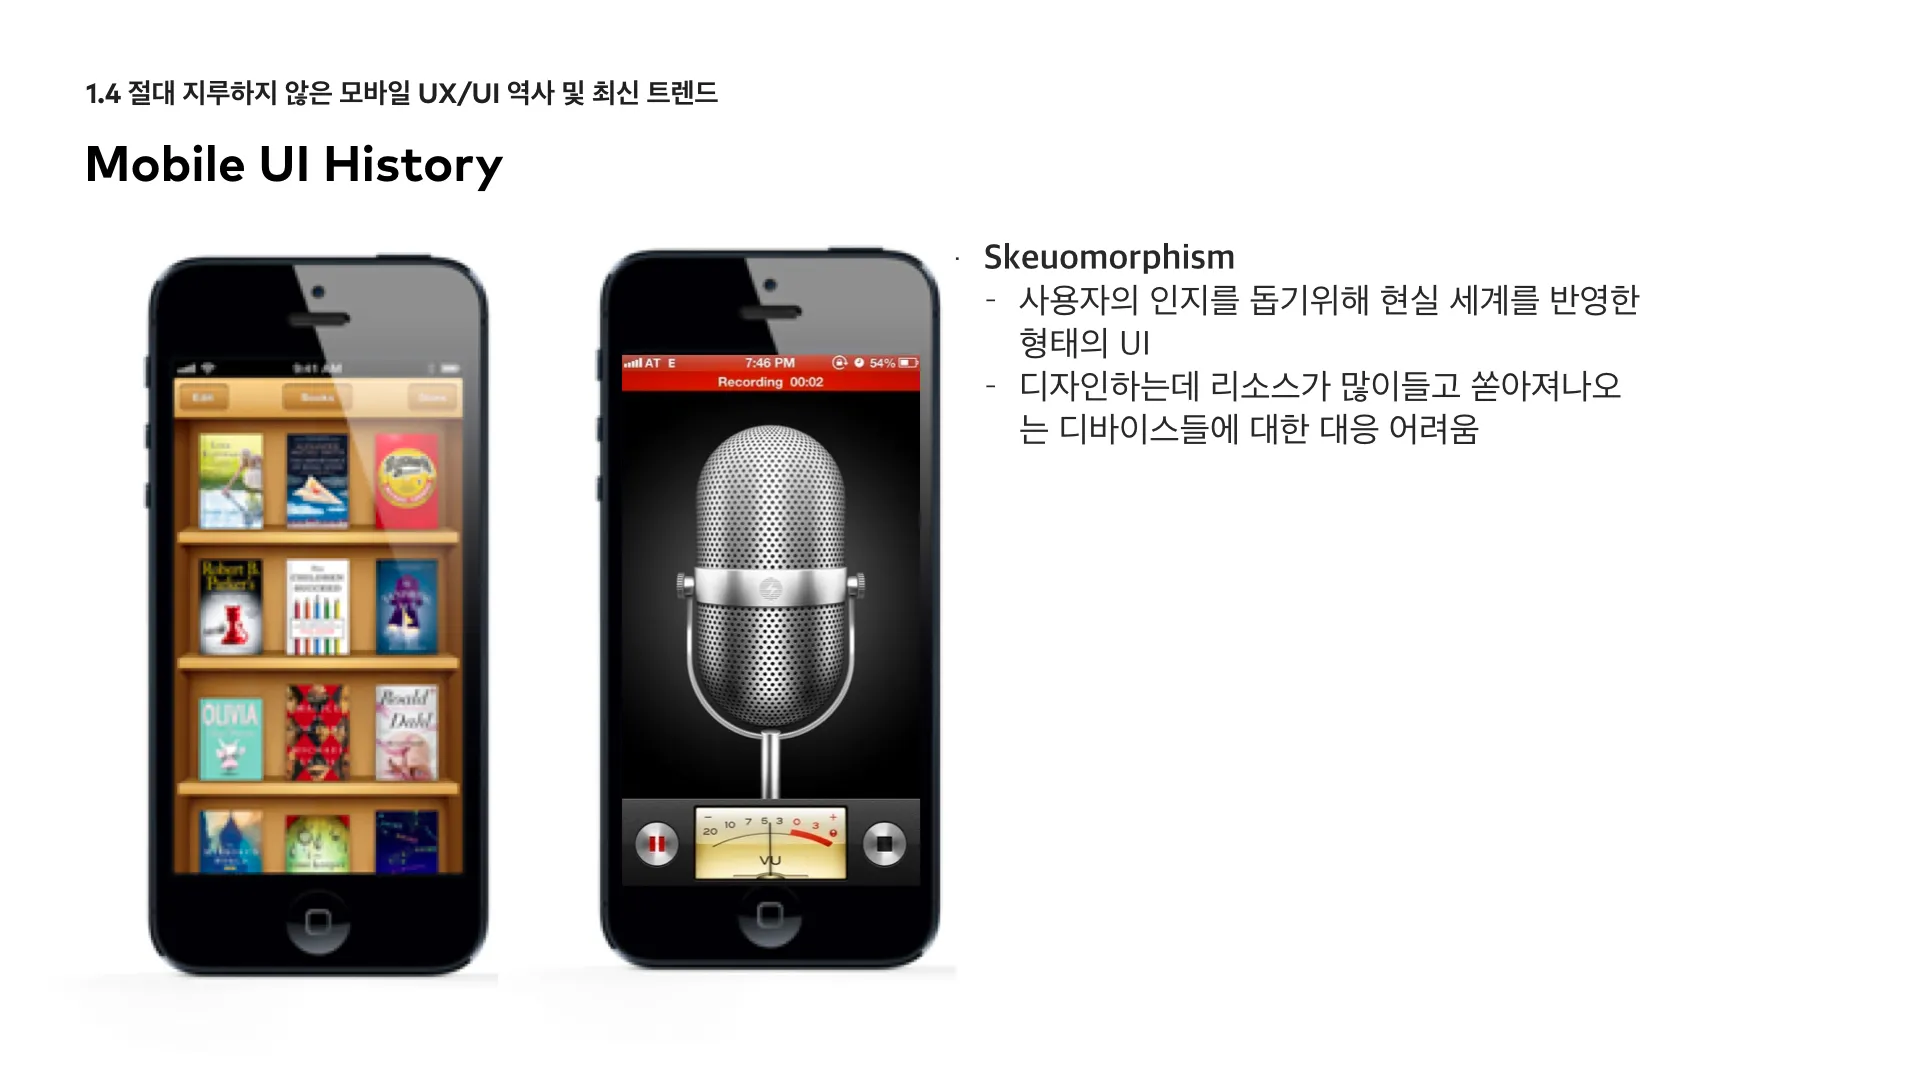 1.4 절대 지루하지 않은 모바일 UX/UI 역사 및 최신 트렌드
Mobile UI History
· Skeuomorphism
- 사용자의 인지를 돕기위해 현실 세계를 반영한
형태의 UI
- 디자인하는데 리소스가 많이들고 쏟아져나오
는 디바이스들에 대한 대응 어려움
9:41 AM
Edit Books Store
Robert B. Parker's
CHILDREN
SUCCEED
OLIVIA
Roald
Dahl
AT E 7:46 PM 54%
Recording 00:02
- 20 10 7 5 3 0 3 +
VU